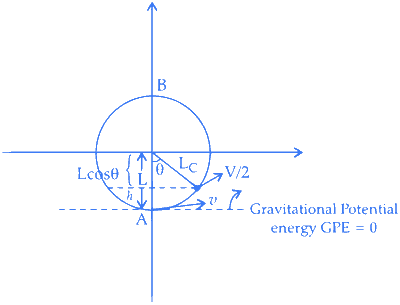 B
Lcosθ
L
θ
L
C
V/2
h
A
v
Gravitational Potential
energy GPE = 0